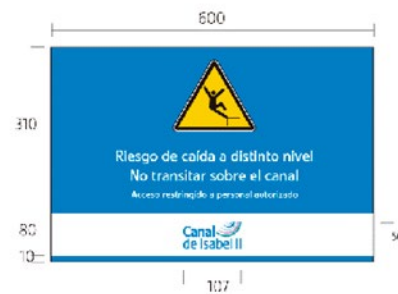 600
310
Riesgo de caída a distinto nivel
No transitar sobre el canal
Acceso restringido a personal autorizado
80
Canal
de Isabel II
10
107